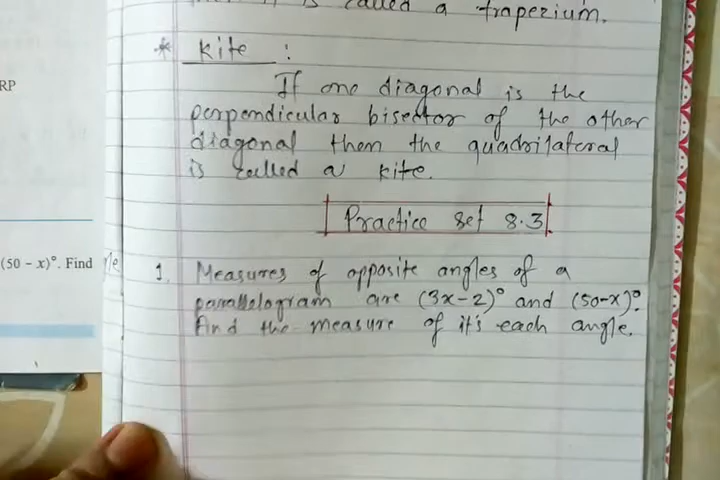 is called a trapezium.
* Kite :
If one diagonal is the
perpendicular bisector of the other
diagonal then the quadrilateral
is called a kite.
Practice set 8.3
1. Measures of opposite angles of a
parallelogram are (3x-2)° and (50-x)°.
Find the measure of it's each angle.
RP
(50 – x)°. Find